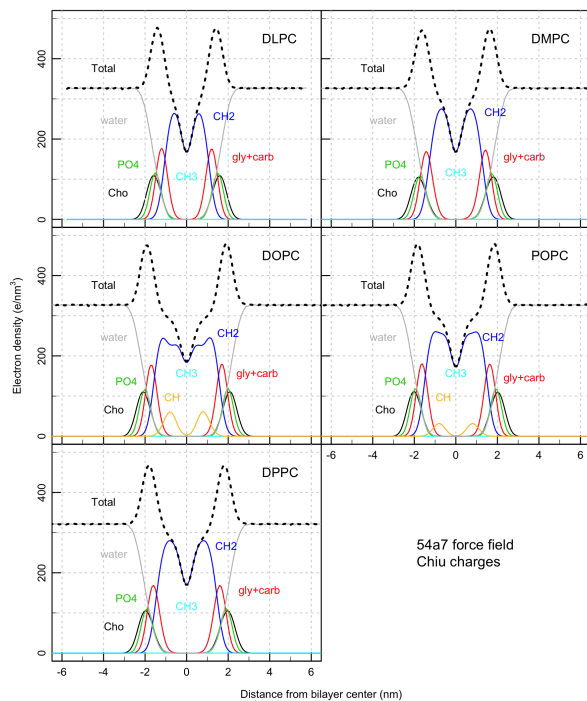 DLPC
Total
water
CH2
PO4
gly+carb
CH3
Cho
0
200
400
DMPC
Total
water
CH2
PO4
gly+carb
CH3
Cho
DOPC
Total
water
CH2
CH3
gly+carb
PO4
CH
Cho
0
200
400
POPC
Total
water
CH2
CH3
gly+carb
PO4
CH
Cho
-6 -4 -2 0 2 4 6
DPPC
Total
water
CH2
PO4
CH3
gly+carb
Cho
0
200
400
-6 -4 -2 0 2 4 6
54a7 force field
Chiu charges
Electron density (e/nm³)
Distance from bilayer center (nm)